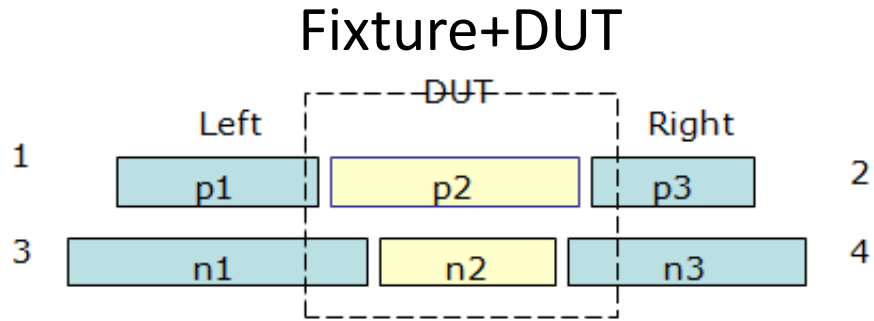 Fixture+DUT
DUT
Left Right
1 p1 p2 p3 2
3 n1 n2 n3 4